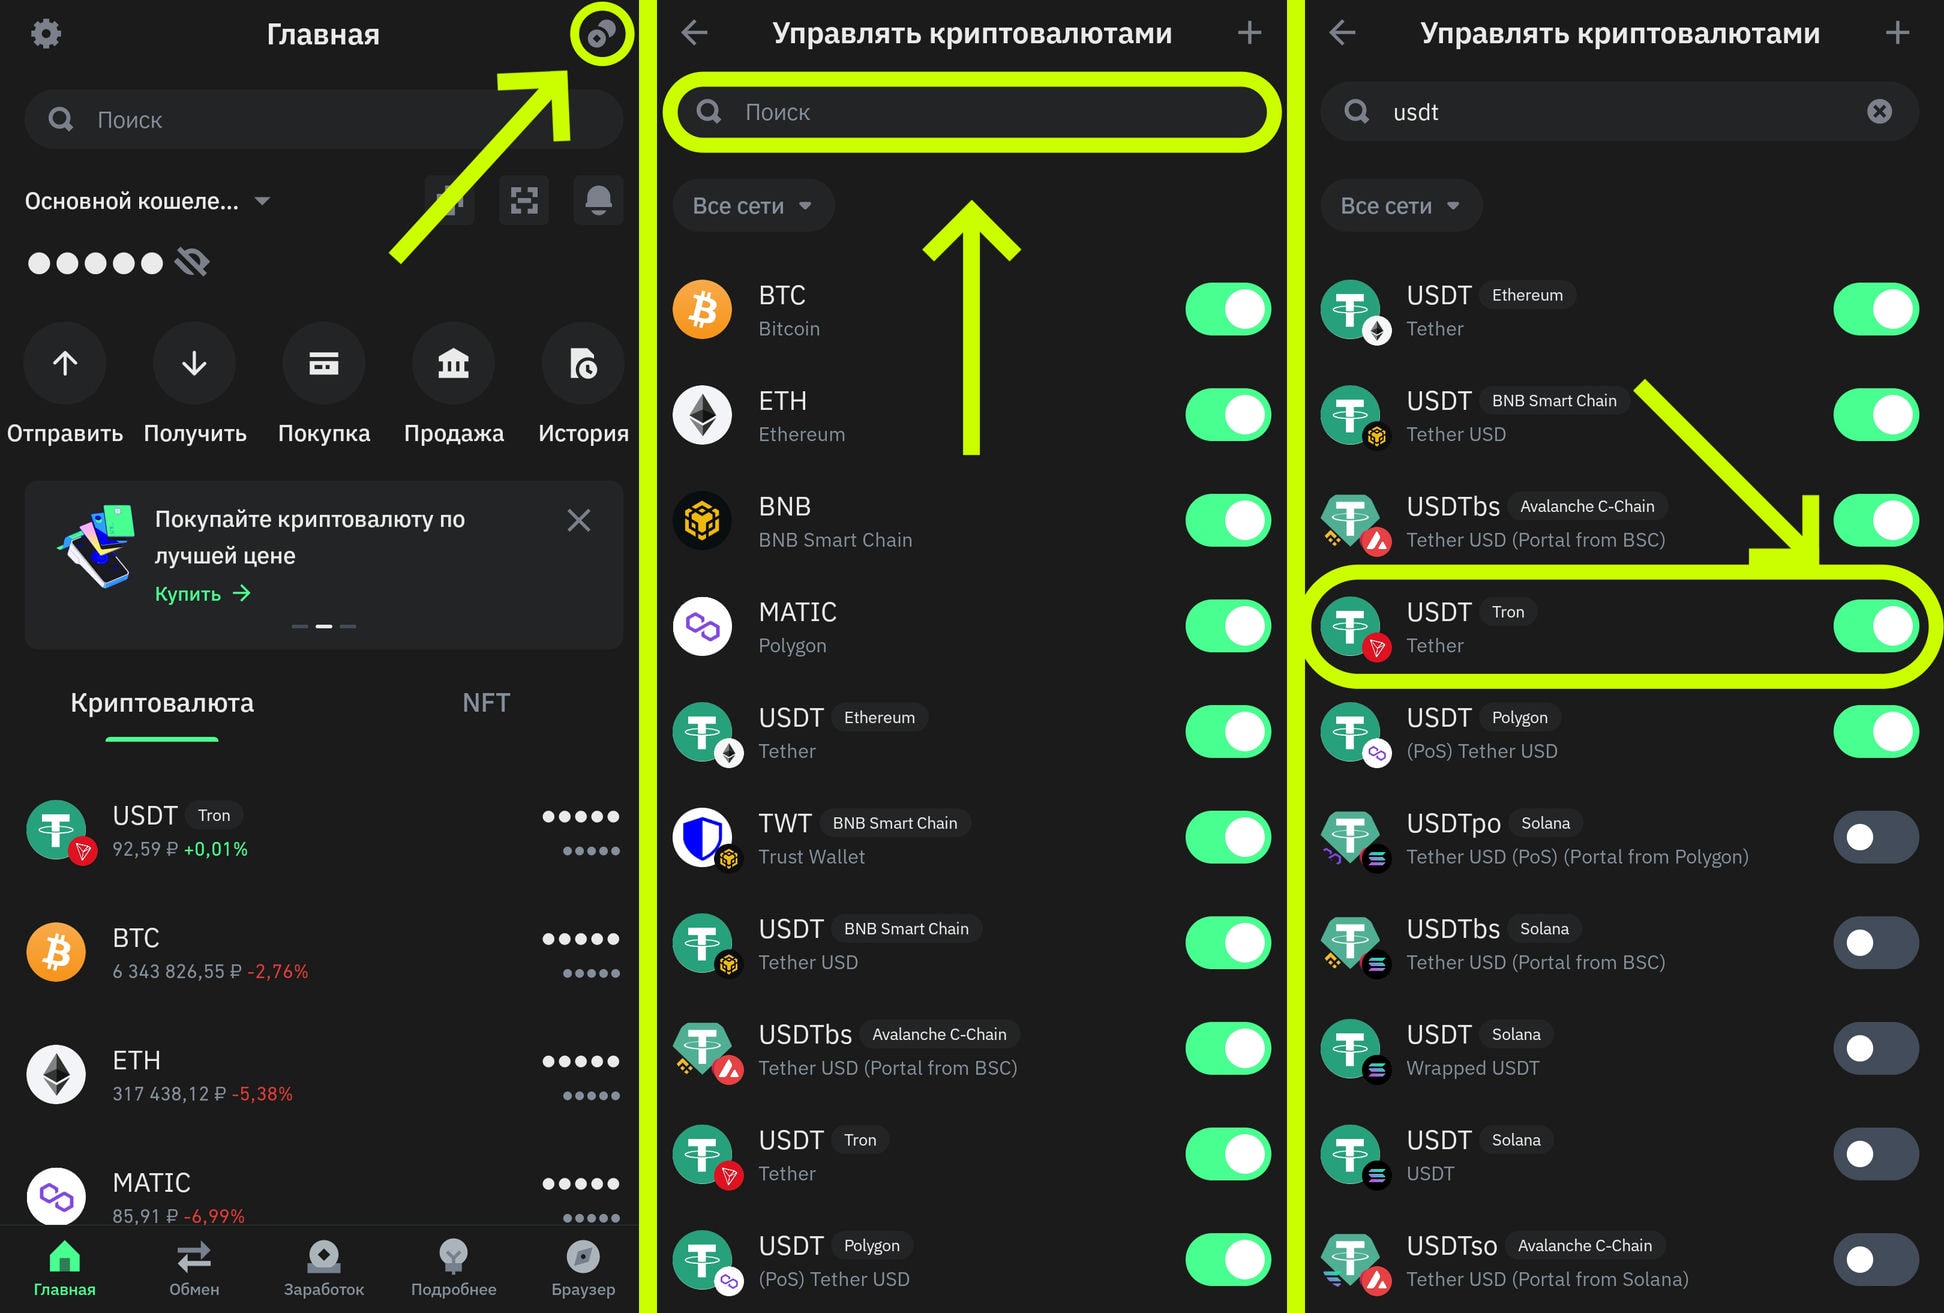 Главная
Поиск
Основной кошеле...
Отправить
Получить
Покупка
Продажа
История
Покупайте криптовалюту по
лучшей цене
Купить →
Криптовалюта
NFT
USDT Tron
92,59 ₽ +0,01%
BTC
6 343 826,55 ₽ -2,76%
ETH
317 438,12 ₽ -5,38%
MATIC
85,91 ₽ -6,99%
Главная
Обмен
Заработок
Подробнее
Браузер
Управлять криптовалютами
Поиск
Все сети
BTC
Bitcoin
ETH
Ethereum
BNB
BNB Smart Chain
MATIC
Polygon
USDT Ethereum
Tether
TWT BNB Smart Chain
Trust Wallet
USDT BNB Smart Chain
Tether USD
USDTbs Avalanche C-Chain
Tether USD (Portal from BSC)
USDT Tron
Tether
USDT Polygon
(PoS) Tether USD
Управлять криптовалютами
usdt
Все сети
USDT Ethereum
Tether
USDT BNB Smart Chain
Tether USD
USDTbs Avalanche C-Chain
Tether USD (Portal from BSC)
USDT Tron
Tether
USDT Polygon
(PoS) Tether USD
USDTpo Solana
Tether USD (PoS) (Portal from Polygon)
USDTbs Solana
Tether USD (Portal from BSC)
USDT Solana
Wrapped USDT
USDT Solana
USDT
USDTso Avalanche C-Chain
Tether USD (Portal from Solana)